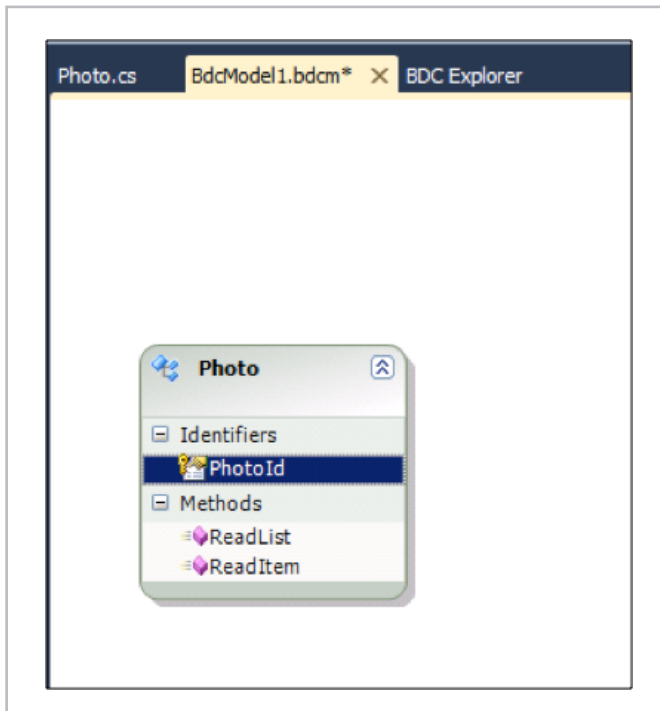 Photo.cs BdcModel1.bdcm* BDC Explorer
Photo
Identifiers
PhotoId
Methods
ReadList
ReadItem